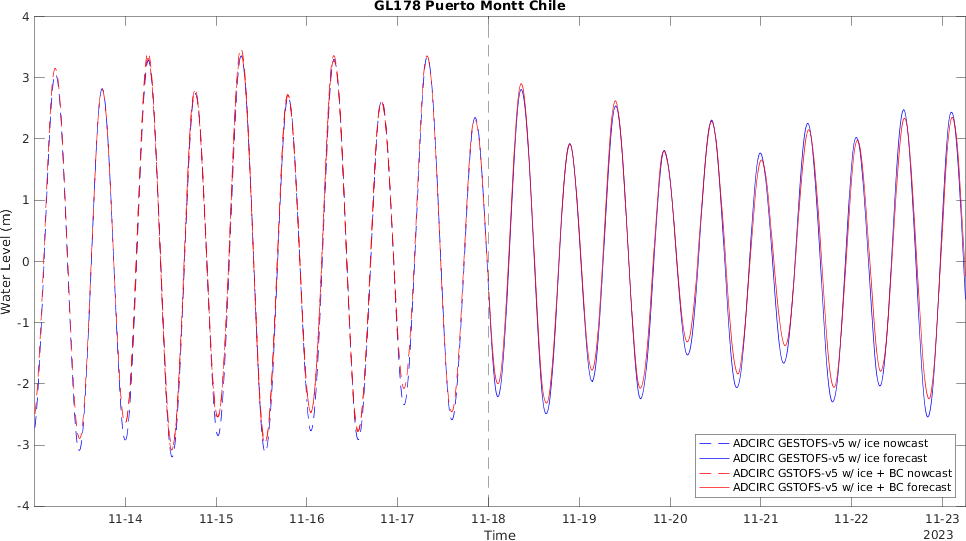 GL178 Puerto Montt Chile
4
3
2
1
0
-1
-2
-3
-4
Water Level (m)
ADCIRC GESTOFS-v5 w/ ice nowcast
ADCIRC GESTOFS-v5 w/ ice forecast
ADCIRC GSTOFS-v5 w/ ice + BC nowcast
ADCIRC GSTOFS-v5 w/ ice + BC forecast
11-14 11-15 11-16 11-17 11-18 11-19 11-20 11-21 11-22 11-23
Time
2023